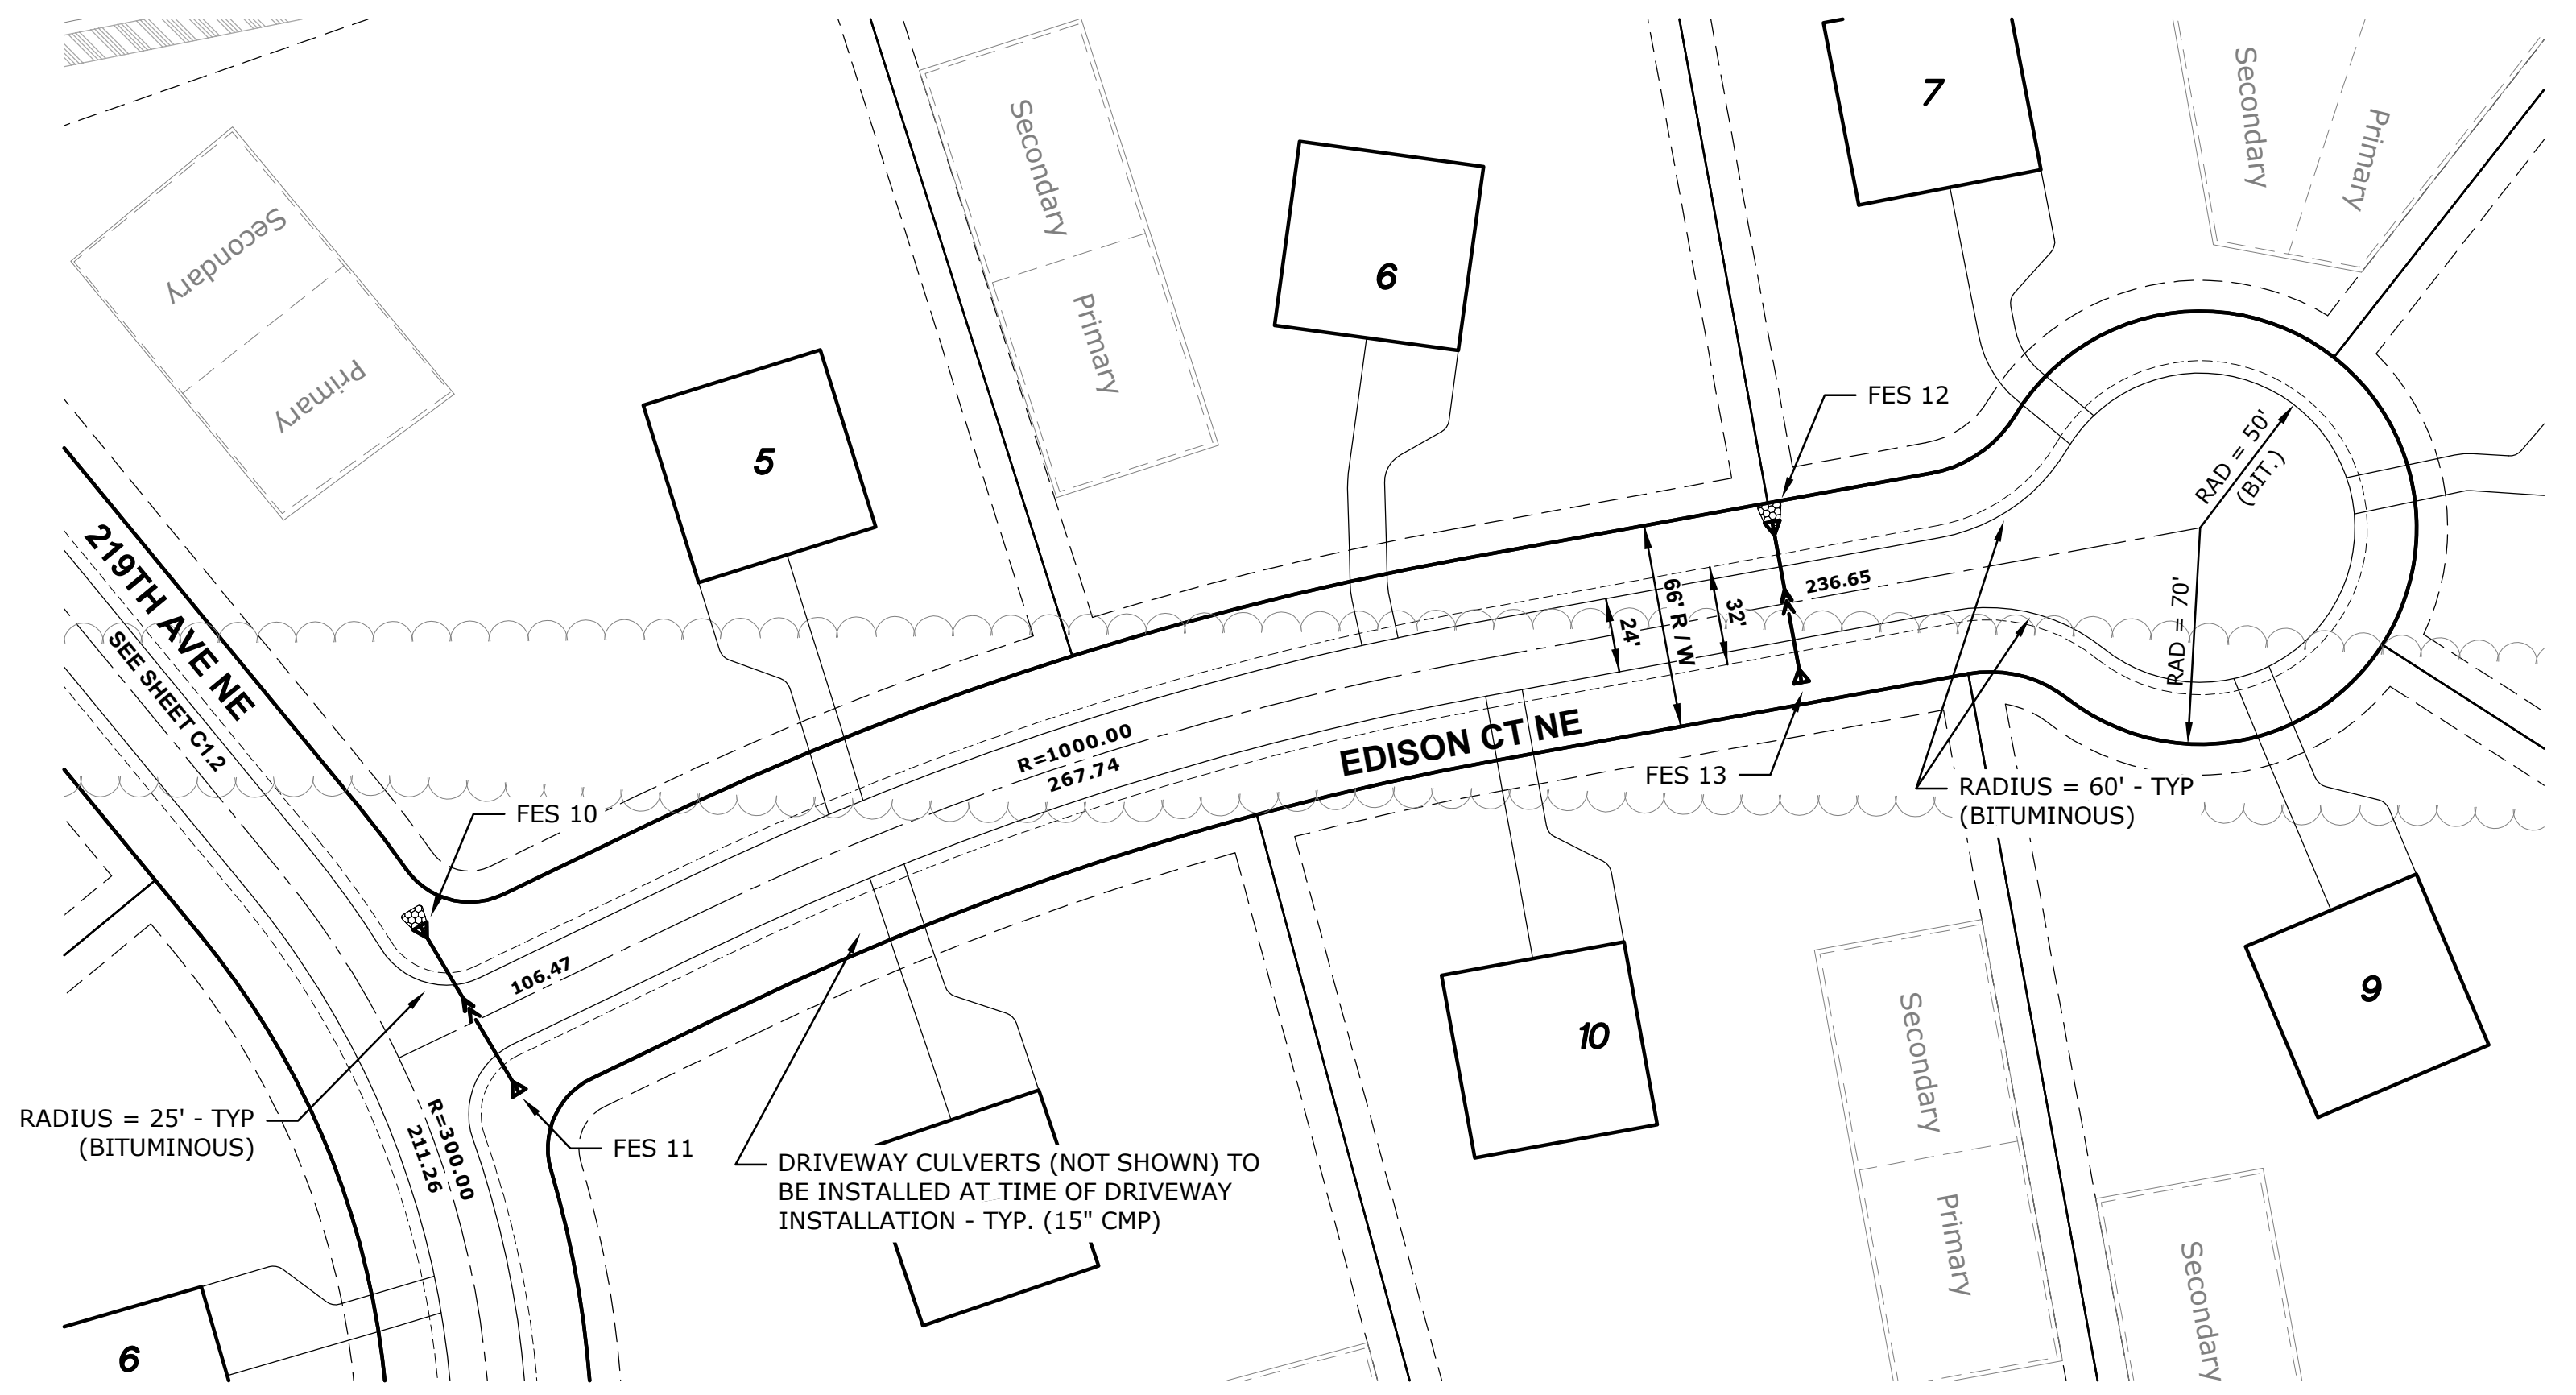 7
Secondary
Primary
Secondary
Primary
Secondary
Primary
6
5
FES 12
RAD = 50'
(BIT.)
219TH AVE NE
SEE SHEET C1.2
236.65
66' R / W
32'
24'
RAD = 70'
R=1000.00
267.74
EDISON CT NE
FES 13
RADIUS = 60' - TYP
(BITUMINOUS)
FES 10
106.47
10
9
Secondary
Primary
RADIUS = 25' - TYP
(BITUMINOUS)
R=300.00
211.26
FES 11
DRIVEWAY CULVERTS (NOT SHOWN) TO
BE INSTALLED AT TIME OF DRIVEWAY
INSTALLATION - TYP. (15" CMP)
Secondary
6